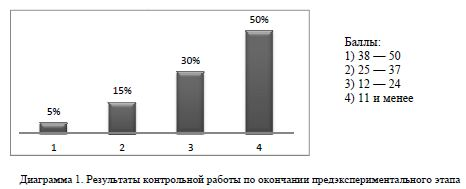 5%
15%
30%
50%
1
2
3
4
Баллы:
1) 38 — 50
2) 25 — 37
3) 12 — 24
4) 11 и менее
Диаграмма 1. Результаты контрольной работы по окончании предэкспериментального этапа